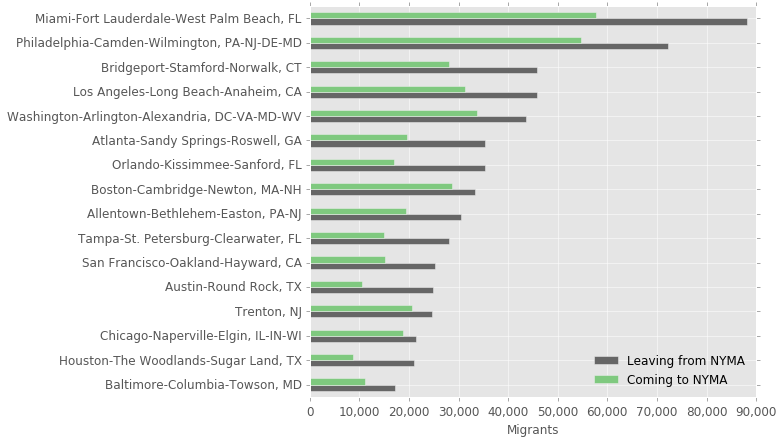 Miami-Fort Lauderdale-West Palm Beach, FL
Philadelphia-Camden-Wilmington, PA-NJ-DE-MD
Bridgeport-Stamford-Norwalk, CT
Los Angeles-Long Beach-Anaheim, CA
Washington-Arlington-Alexandria, DC-VA-MD-WV
Atlanta-Sandy Springs-Roswell, GA
Orlando-Kissimmee-Sanford, FL
Boston-Cambridge-Newton, MA-NH
Allentown-Bethlehem-Easton, PA-NJ
Tampa-St. Petersburg-Clearwater, FL
San Francisco-Oakland-Hayward, CA
Austin-Round Rock, TX
Trenton, NJ
Chicago-Naperville-Elgin, IL-IN-WI
Houston-The Woodlands-Sugar Land, TX
Baltimore-Columbia-Towson, MD
Leaving from NYMA
Coming to NYMA
0 10,000 20,000 30,000 40,000 50,000 60,000 70,000 80,000 90,000
Migrants